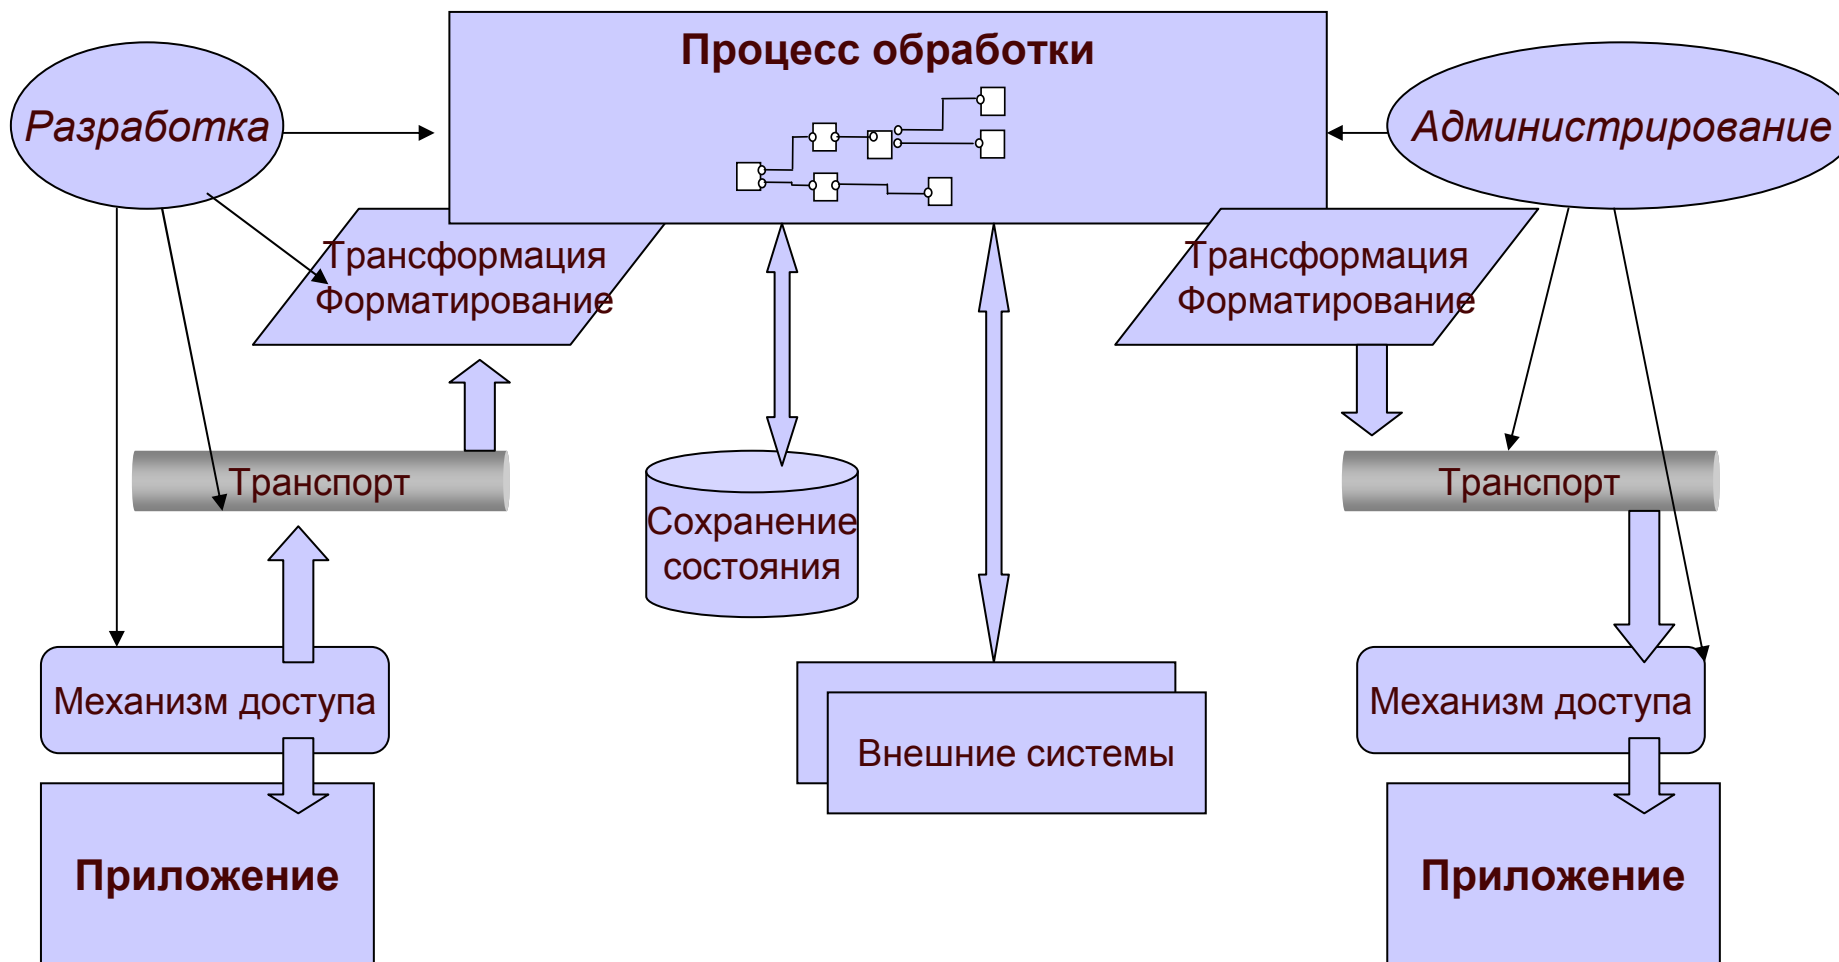 Процесс обработки
Разработка
Администрирование
Трансформация
Форматирование
Трансформация
Форматирование
Транспорт
Транспорт
Сохранение
состояния
Механизм доступа
Механизм доступа
Внешние системы
Приложение
Приложение